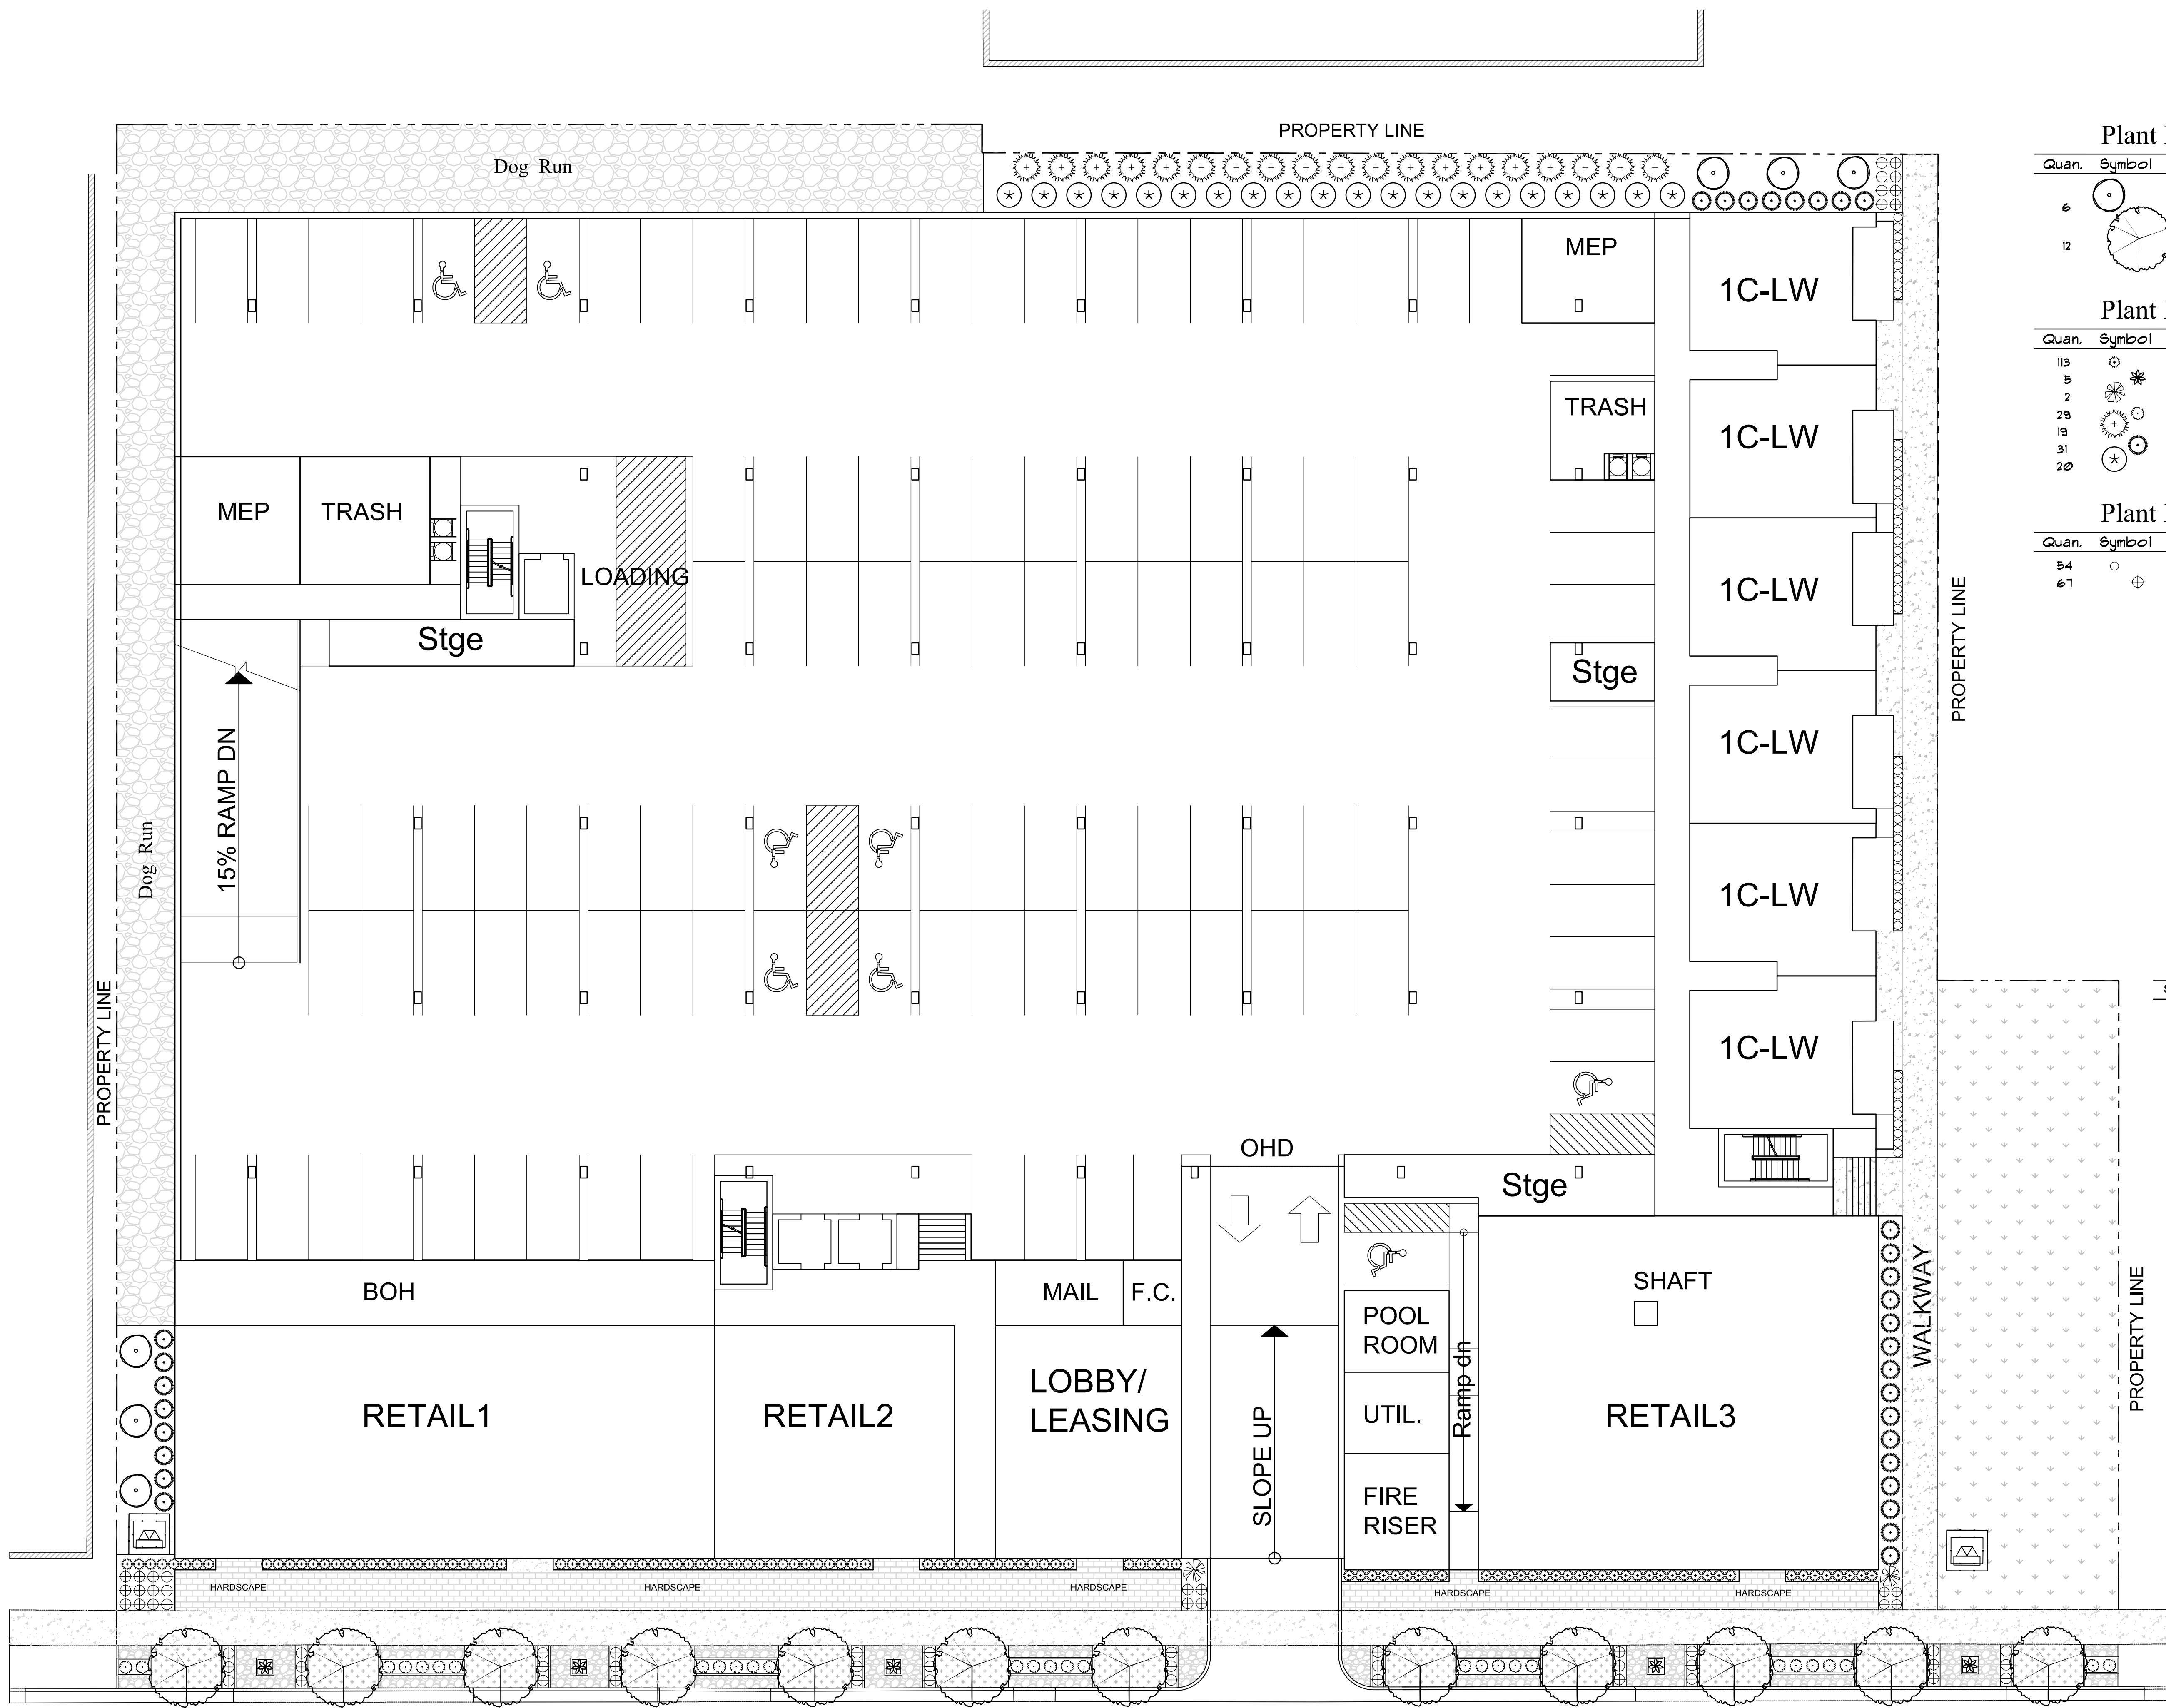 PROPERTY LINE
Dog Run
Plant
Quan. Symbol
6
12
MEP
1C-LW
Plant
Quan. Symbol
113
5
2
29
19
31
20
TRASH
1C-LW
MEP
TRASH
LOADING
Plant
Quan. Symbol
54
67
1C-LW
PROPERTY LINE
Stge
Stge
15% RAMP DN
1C-LW
Dog Run
1C-LW
PROPERTY LINE
1C-LW
OHD
Stge
BOH
MAIL
F.C.
SHAFT
POOL
ROOM
WALKWAY
PROPERTY LINE
RETAIL1
RETAIL2
LOBBY/
LEASING
SLOPE UP
UTIL.
Ramp dn
RETAIL3
FIRE
RISER
HARDSCAPE
HARDSCAPE
HARDSCAPE
HARDSCAPE
HARDSCAPE